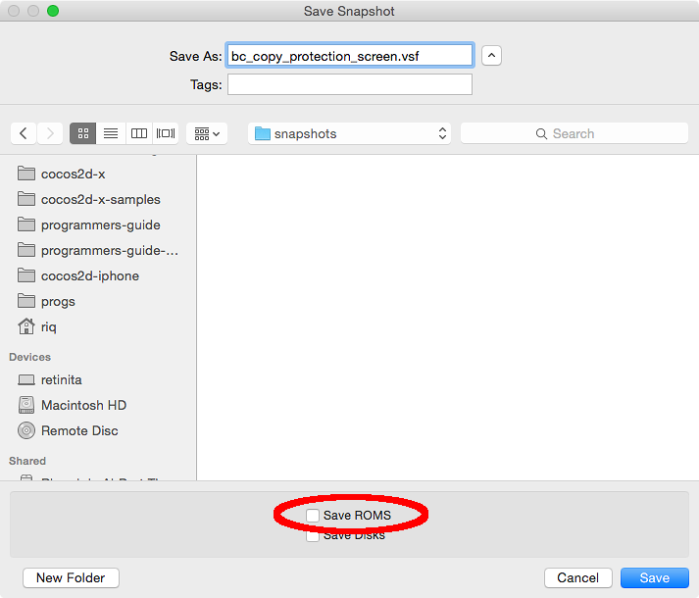 Save Snapshot
Save As: bc_copy_protection_screen.vsf
Tags:
snapshots
Search
cocos2d-x
cocos2d-x-samples
programmers-guide
programmers-guide-...
cocos2d-iphone
progs
riq
Devices
retinita
Macintosh HD
Remote Disc
Shared
Save ROMS
Save Disks
New Folder
Cancel
Save